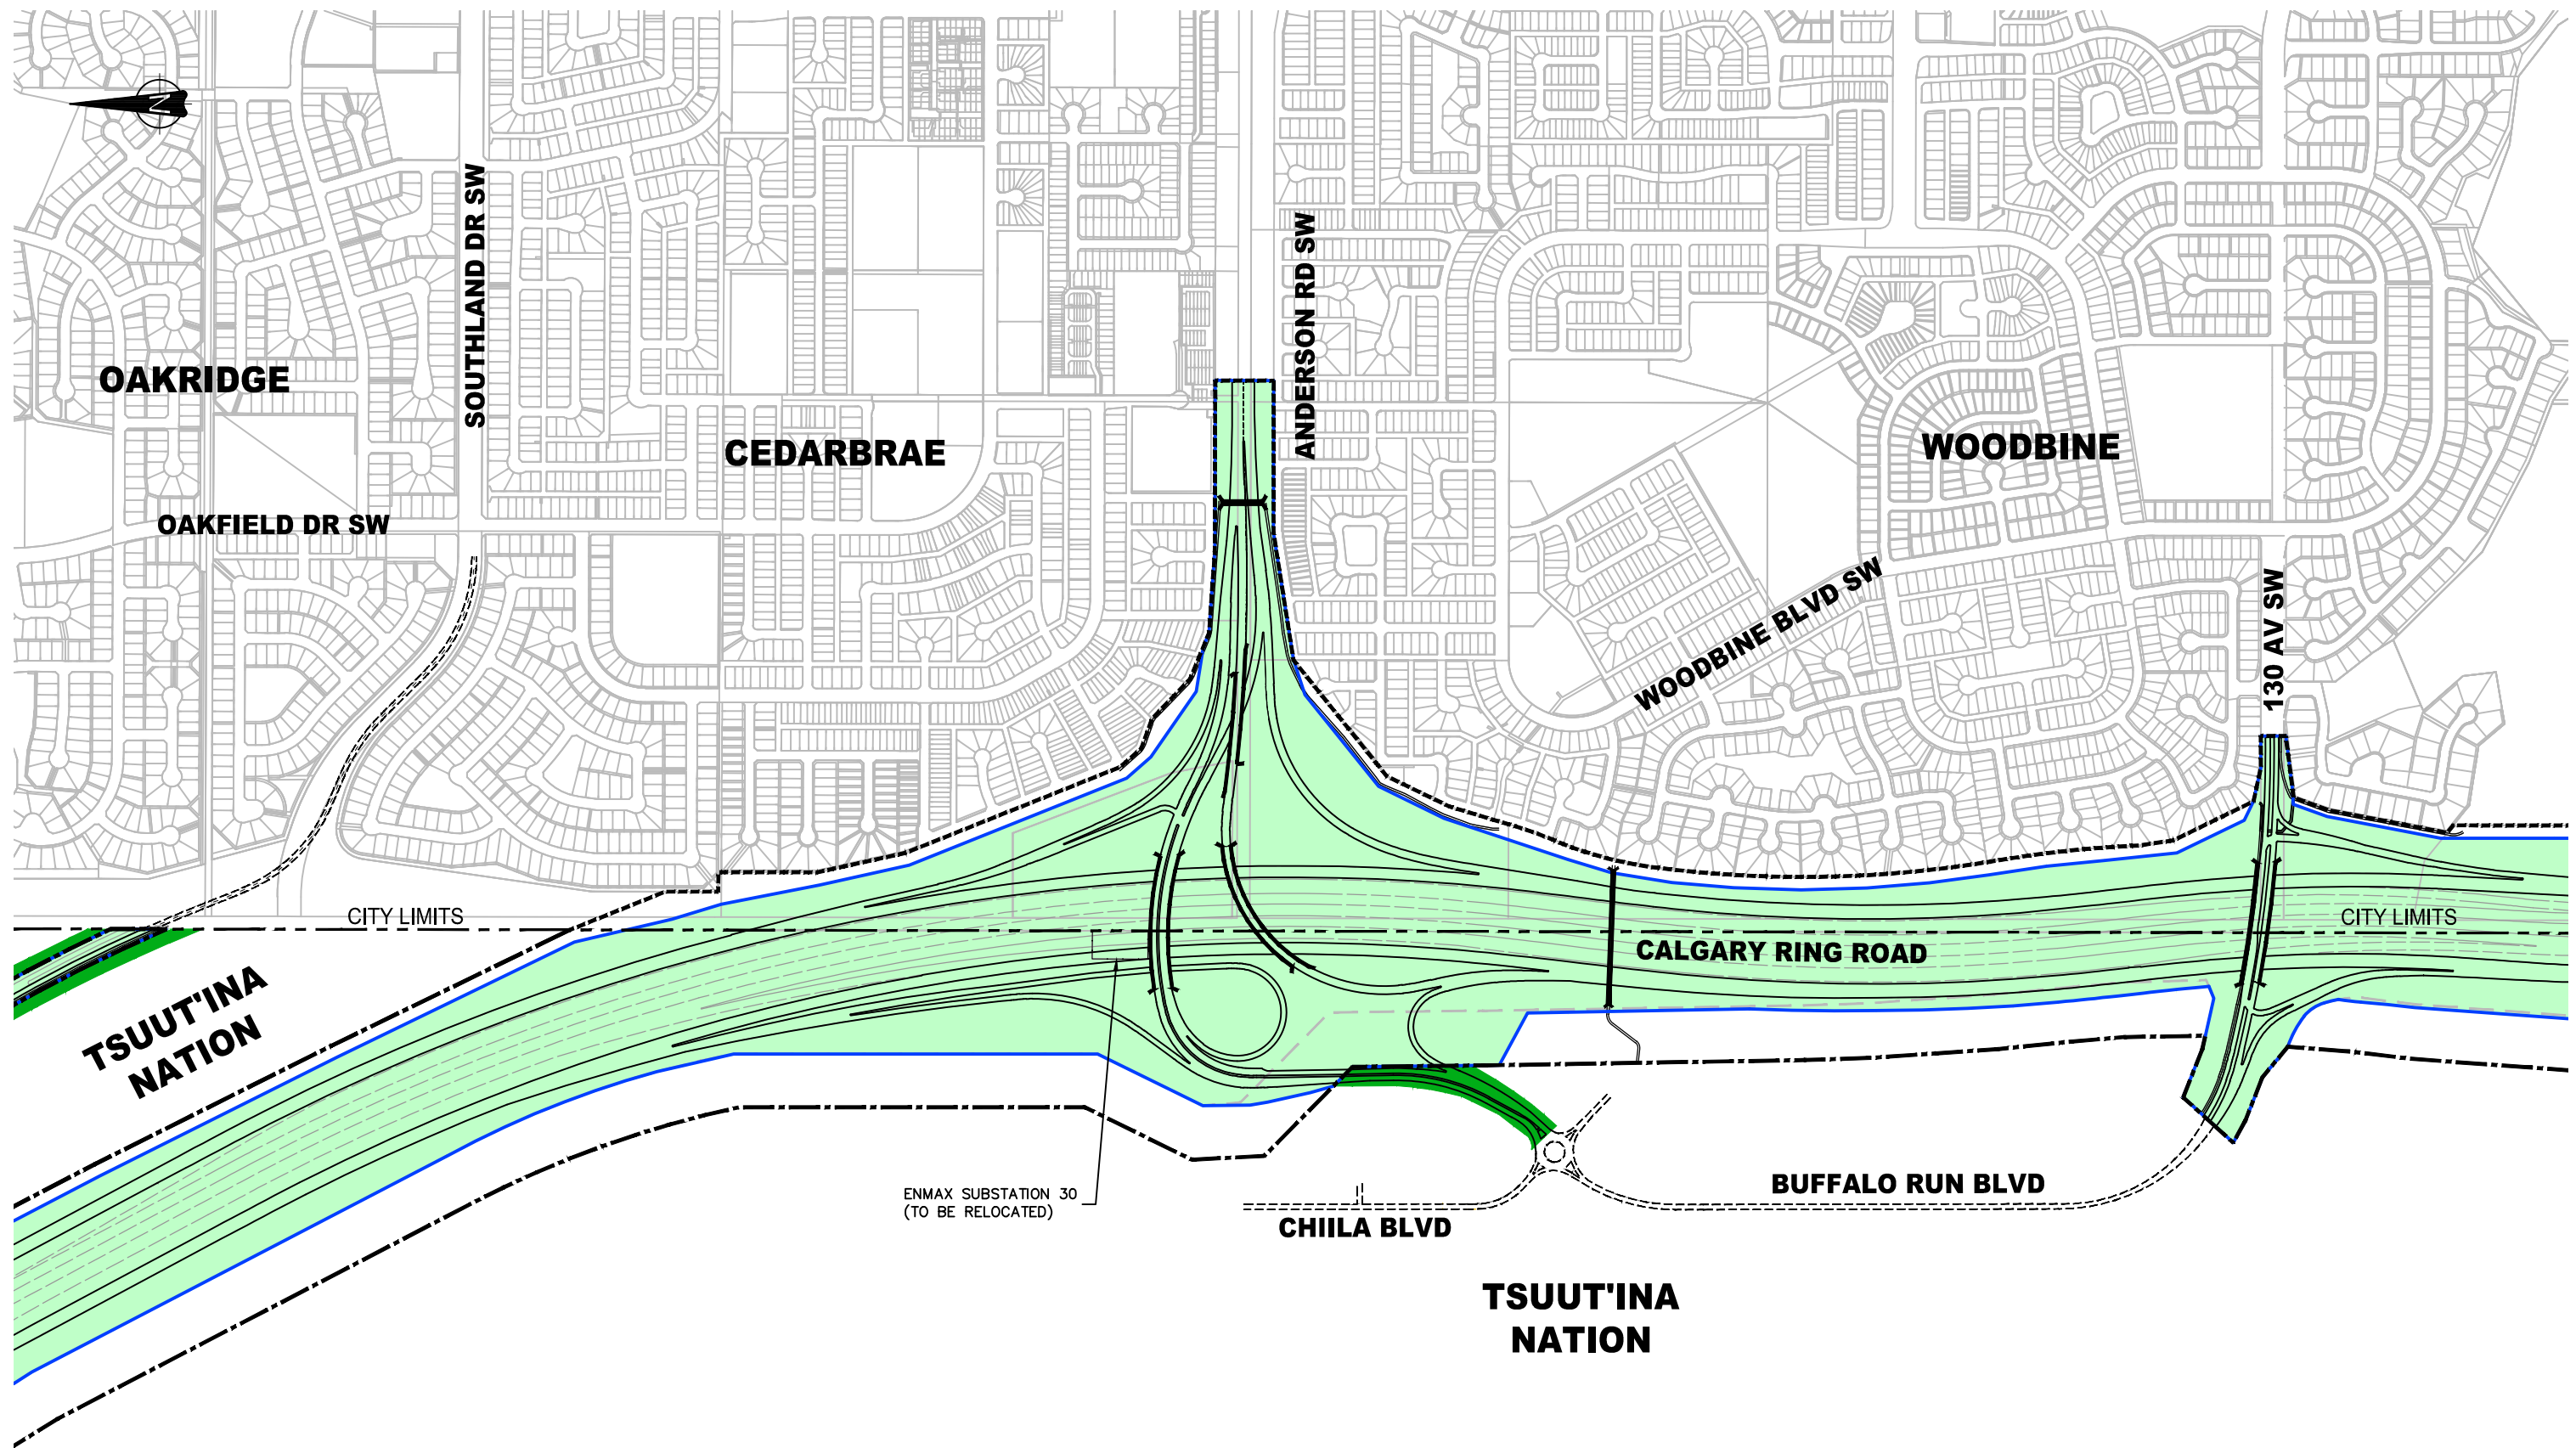 N
SOUTHLAND DR SW
ANDERSON RD SW
OAKRIDGE
CEDARBRAE
WOODBINE
OAKFIELD DR SW
WOODBINE BLVD SW
130 AV SW
CITY LIMITS
CITY LIMITS
CALGARY RING ROAD
TSUUT'INA
NATION
ENMAX SUBSTATION 30
(TO BE RELOCATED)
BUFFALO RUN BLVD
CHIILA BLVD
TSUUT'INA
NATION